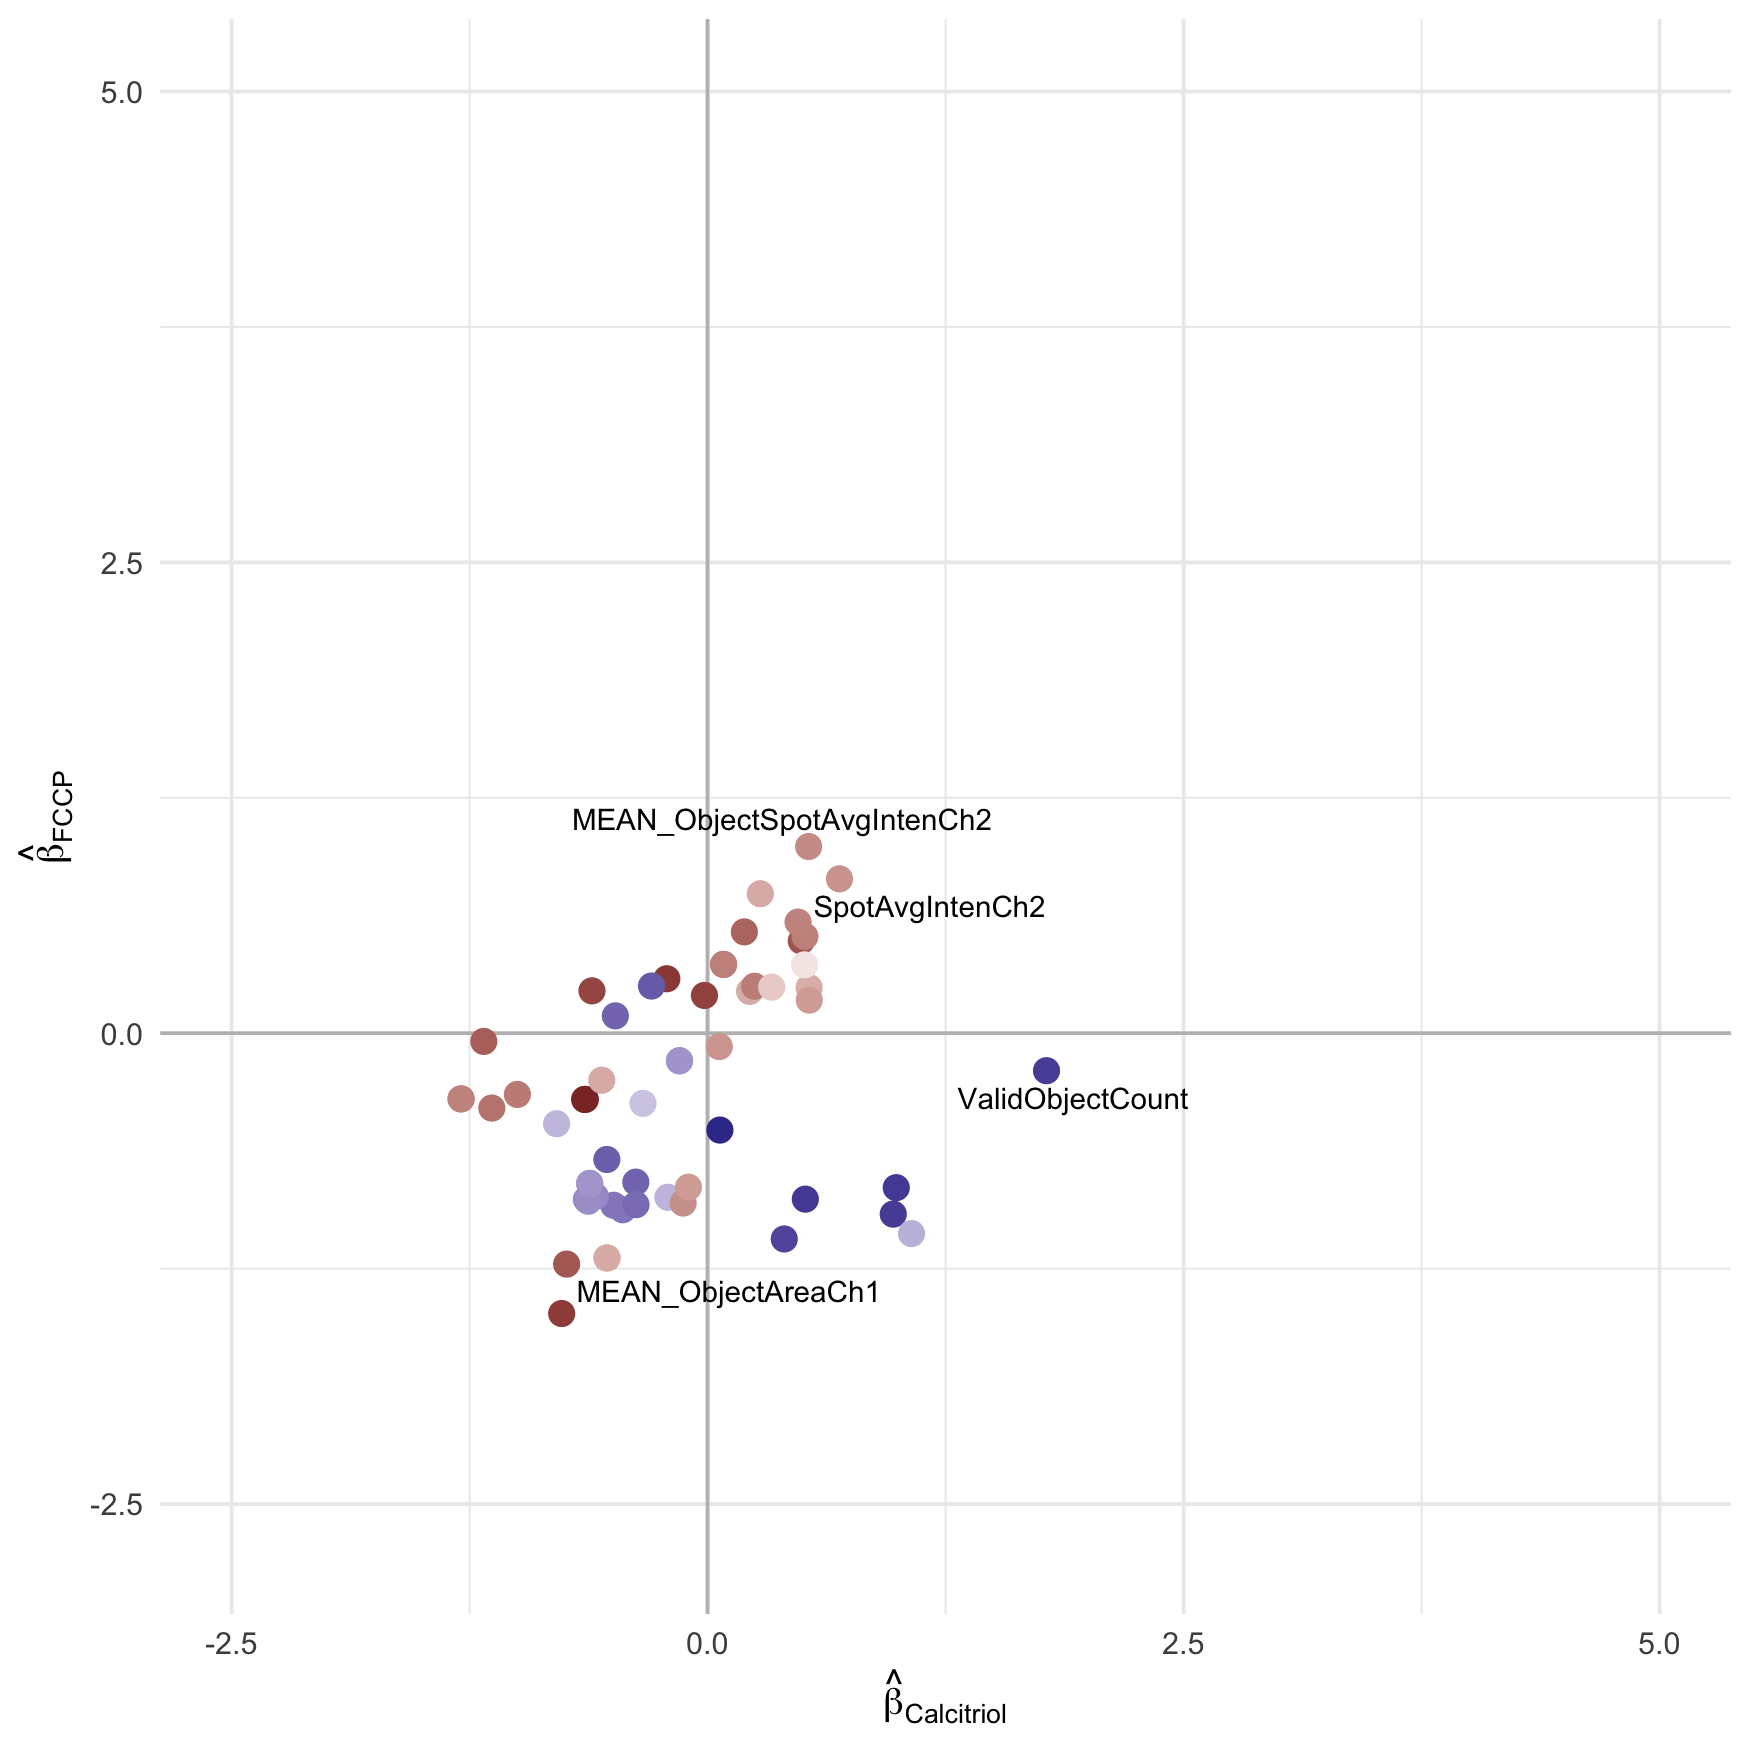 5.0
2.5
0.0
-2.5
β̂FCCP
MEAN_ObjectSpotAvgIntenCh2
SpotAvgIntenCh2
ValidObjectCount
MEAN_ObjectAreaCh1
-2.5 0.0 2.5 5.0
β̂Calcitriol